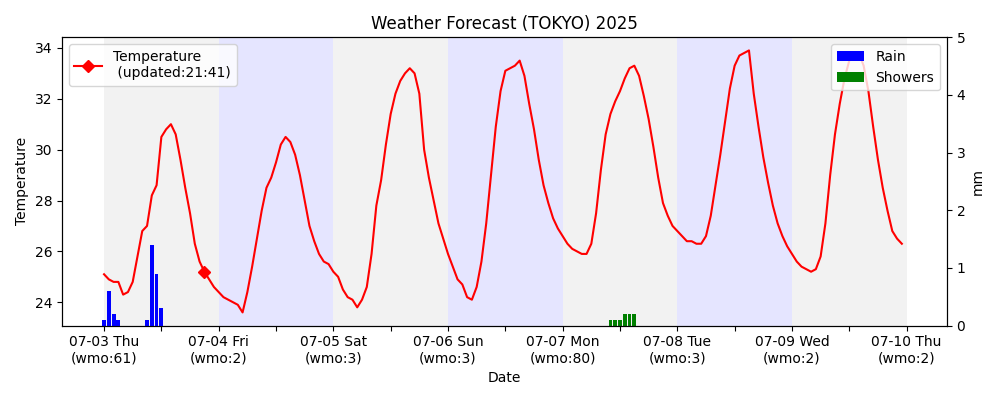 Weather Forecast (TOKYO) 2025
Temperature
(updated:21:41)
Rain
Showers
34
32
30
28
26
24
Temperature
5
4
3
2
1
0
mm
07-03 Thu
(wmo:61)
07-04 Fri
(wmo:2)
07-05 Sat
(wmo:3)
07-06 Sun
(wmo:3)
07-07 Mon
(wmo:80)
07-08 Tue
(wmo:3)
07-09 Wed
(wmo:2)
07-10 Thu
(wmo:2)
Date